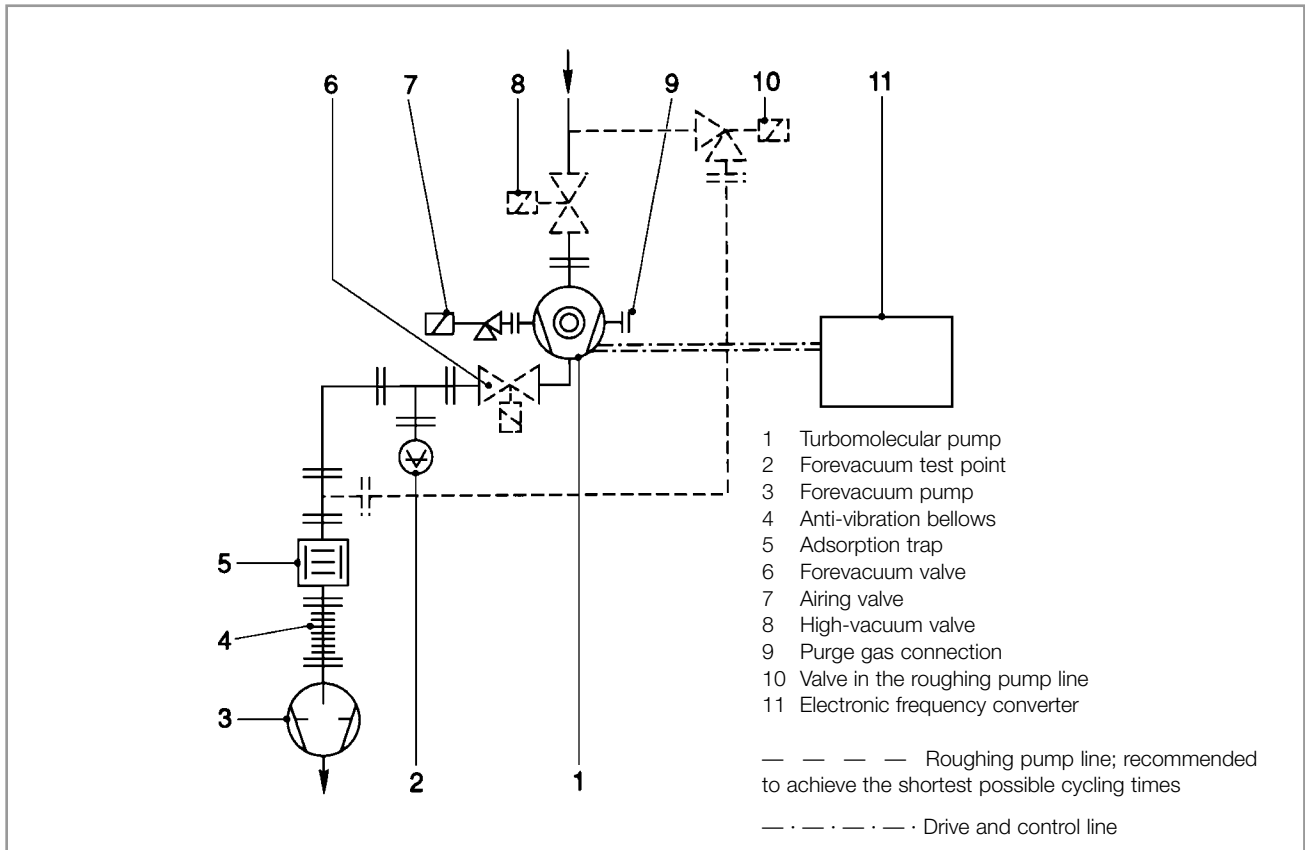 6 7 8 9 10 11
1 Turbomolecular pump
2 Forevacuum test point
3 Forevacuum pump
4 Anti-vibration bellows
5 Adsorption trap
6 Forevacuum valve
7 Airing valve
8 High-vacuum valve
9 Purge gas connection
10 Valve in the roughing pump line
11 Electronic frequency converter
5
4
3
2 1
Roughing pump line; recommended
to achieve the shortest possible cycling times
Drive and control line